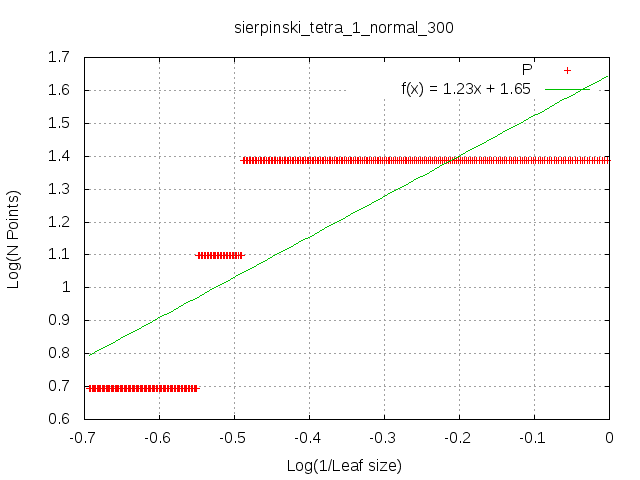 sierpinski_tetra_1_normal_300
P
f(x) = 1.23x + 1.65
1.7
1.6
1.5
1.4
1.3
1.2
1.1
1
0.9
0.8
0.7
0.6
Log(N Points)
-0.7 -0.6 -0.5 -0.4 -0.3 -0.2 -0.1 0
Log(1/Leaf size)